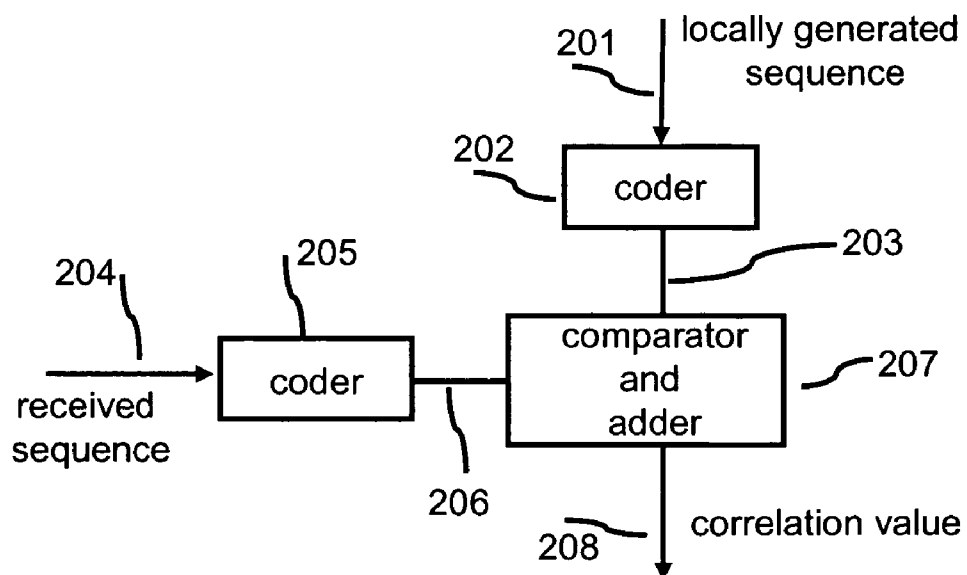 201
locally generated
sequence
202
coder
203
204
205
received
sequence
coder
206
comparator
and
adder
207
208
correlation value